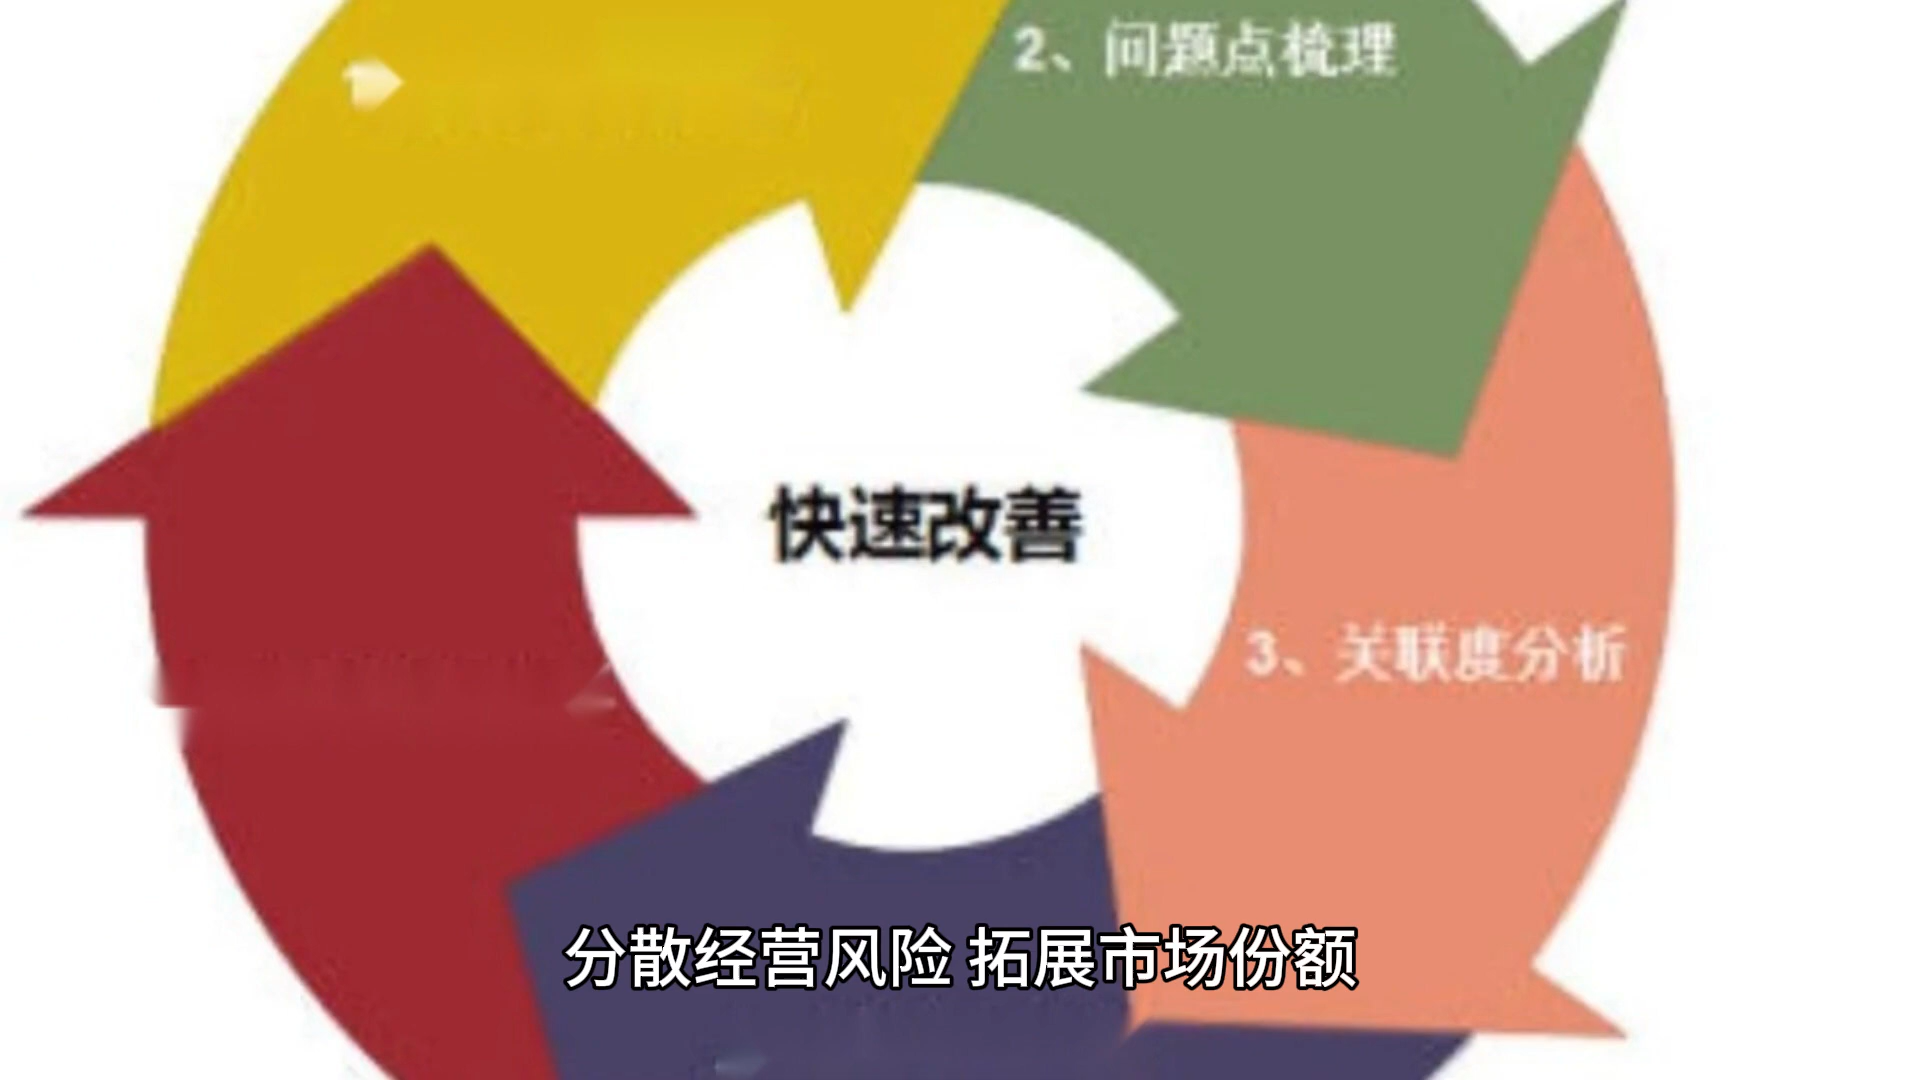 2、问题点梳理
快速改善
3、关联度分析
分散经营风险 拓展市场份额